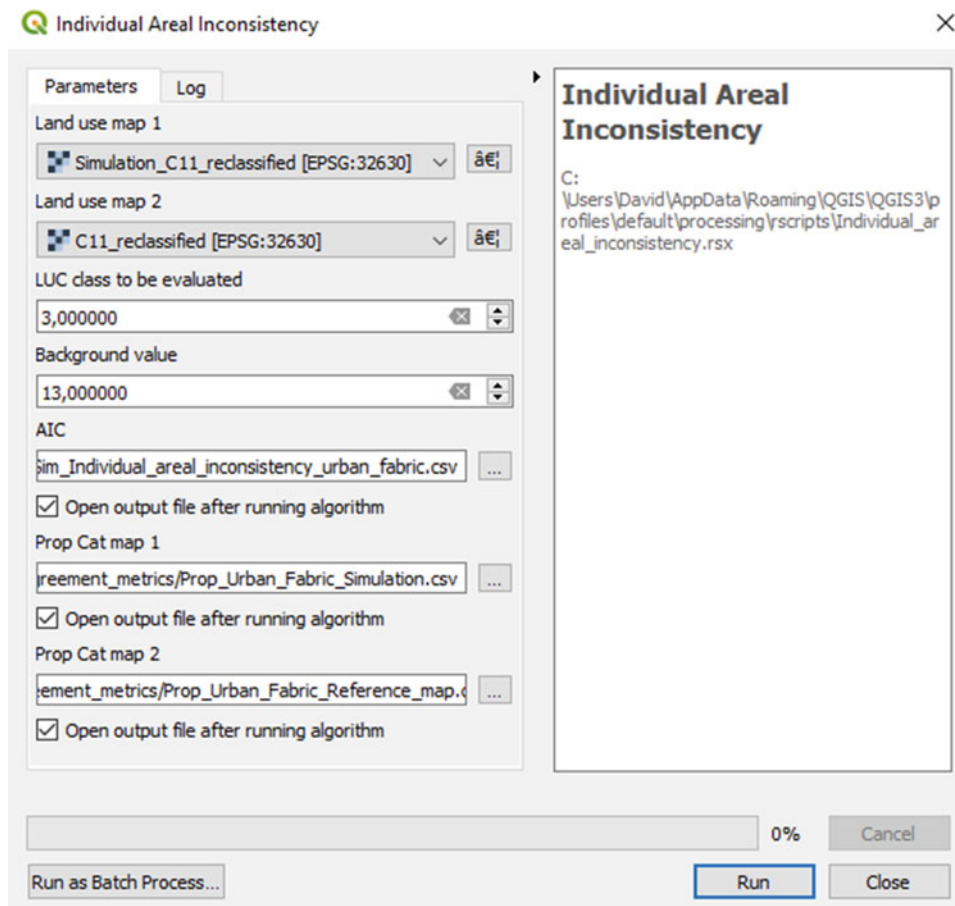 Individual Areal Inconsistency
Parameters
Log
Land use map 1
Simulation_C11_reclassified [EPSG:32630]
…
Land use map 2
C11_reclassified [EPSG:32630]
…
LUC class to be evaluated
3,000000
Background value
13,000000
AIC
Sim_Individual_areal_inconsistency_urban_fabric.csv
...
Open output file after running algorithm
Prop Cat map 1
greement_metrics/Prop_Urban_Fabric_Simulation.csv
...
Open output file after running algorithm
Prop Cat map 2
eement_metrics/Prop_Urban_Fabric_Reference_map.c
...
Open output file after running algorithm
Individual Areal
Inconsistency
C:
\Users\David\AppData\Roaming\QGIS\QGIS3\p
rofiles\default\processing\rscripts\Individual_ar
eal_inconsistency.rsx
0%
Cancel
Run as Batch Process...
Run
Close